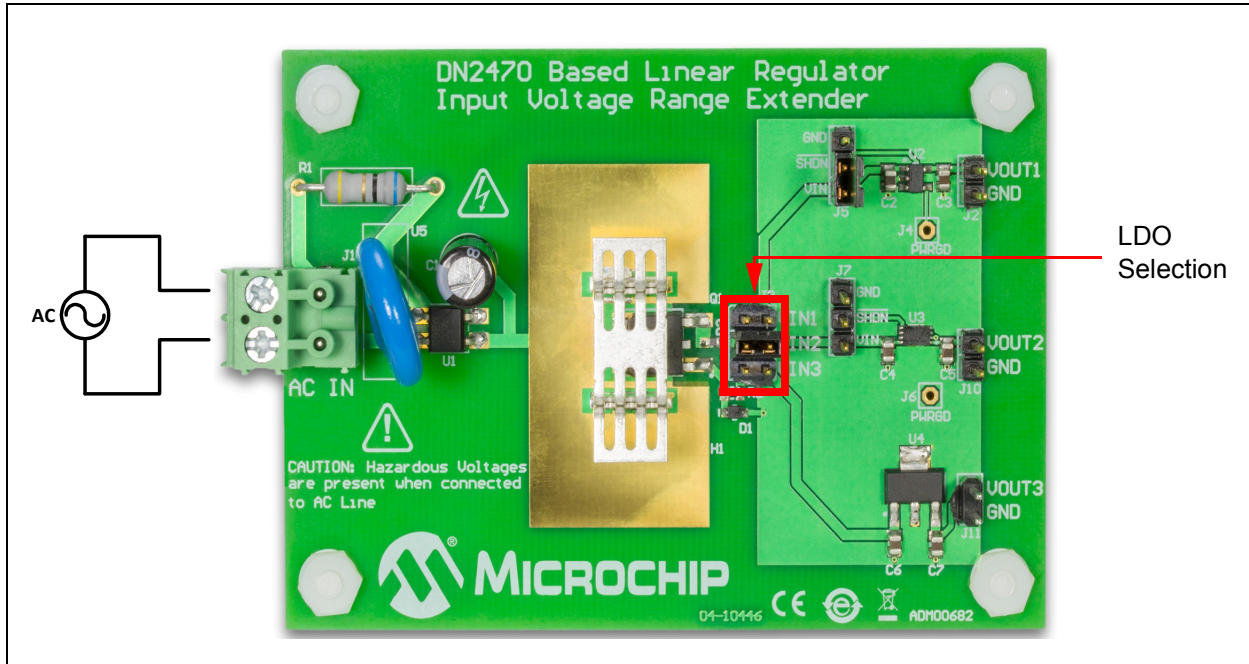 DN2470 Based Linear Regulator
Input Voltage Range Extender
GND
SHDN
VIN
J5
U2
C2
C3
VOUT1
GND
J2
J4
PWRGD
R1
U5
J1
C1
U1
AC
AC IN
LDO
Selection
J7
GND
SHDN
VIN
IN1
IN2
IN3
U3
C4
C5
VOUT2
GND
J10
J6
PWRGD
D1
H1
U4
VOUT3
GND
J11
C6
C7
CAUTION: Hazardous Voltages
are present when connected
to AC Line
MICROCHIP
04-10446
CE
ADM00682